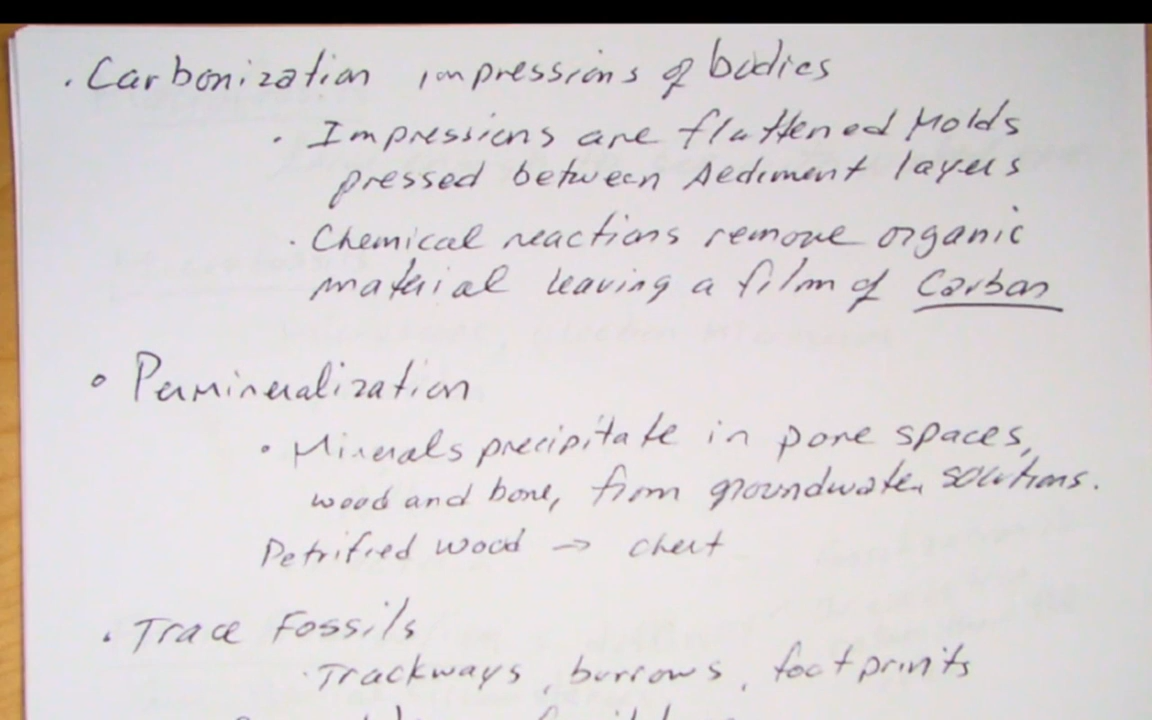 · Carbonization impressions of bodies
· Impressions are flattened Molds
pressed between sediment layers
· Chemical reactions remove organic
material leaving a film of Carbon
∘ Permineralization
· Minerals precipitate in pore spaces,
wood and bone, from groundwater solutions.
Petrified wood → chert
· Trace Fossils
· Trackways, burrows, footprints